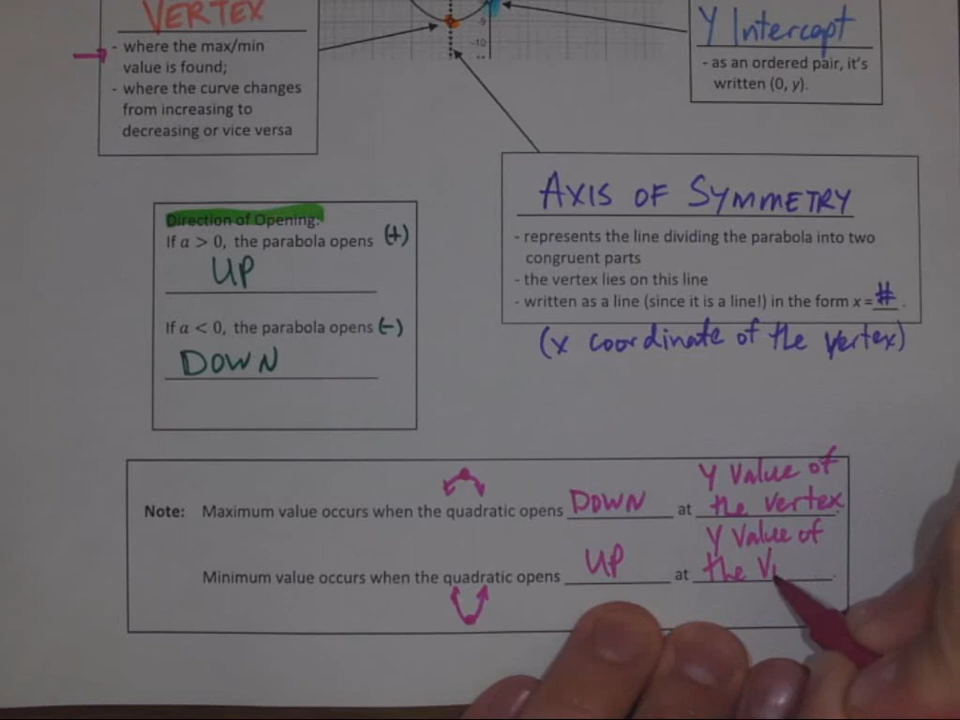 VERTEX
- where the max/min
value is found;
- where the curve changes
from increasing to
decreasing or vice versa
-9
-10
Y Intercept
- as an ordered pair, it's
written (0, y).
AXIS OF SYMMETRY
- represents the line dividing the parabola into two
congruent parts
- the vertex lies on this line
- written as a line (since it is a line!) in the form x = # .
(x coordinate of the vertex)
Direction of Opening:
If a > 0, the parabola opens (+)
UP
If a < 0, the parabola opens (-)
DOWN
Y Value of
Note: Maximum value occurs when the quadratic opens DOWN at the vertex
Y Value of
Minimum value occurs when the quadratic opens UP at the